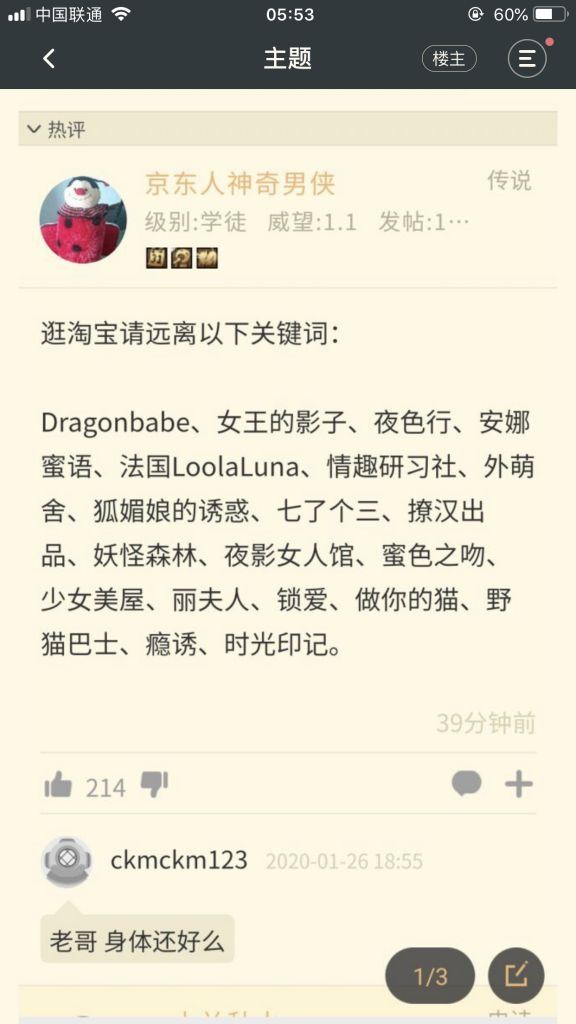 中国联通
05:53
60%
主题
楼主
热评
京东人神奇男侠
传说
级别:学徒 威望:1.1 发帖:1…
逛淘宝请远离以下关键词：
Dragonbabe、女王的影子、夜色行、安娜
蜜语、法国LoolaLuna、情趣研习社、外萌
舍、狐媚娘的诱惑、七了个三、撩汉出
品、妖怪森林、夜影女人馆、蜜色之吻、
少女美屋、丽夫人、锁爱、做你的猫、野
猫巴士、瘾诱、时光印记。
39分钟前
214
ckmckm123 2020-01-26 18:55
老哥 身体还好么
1/3